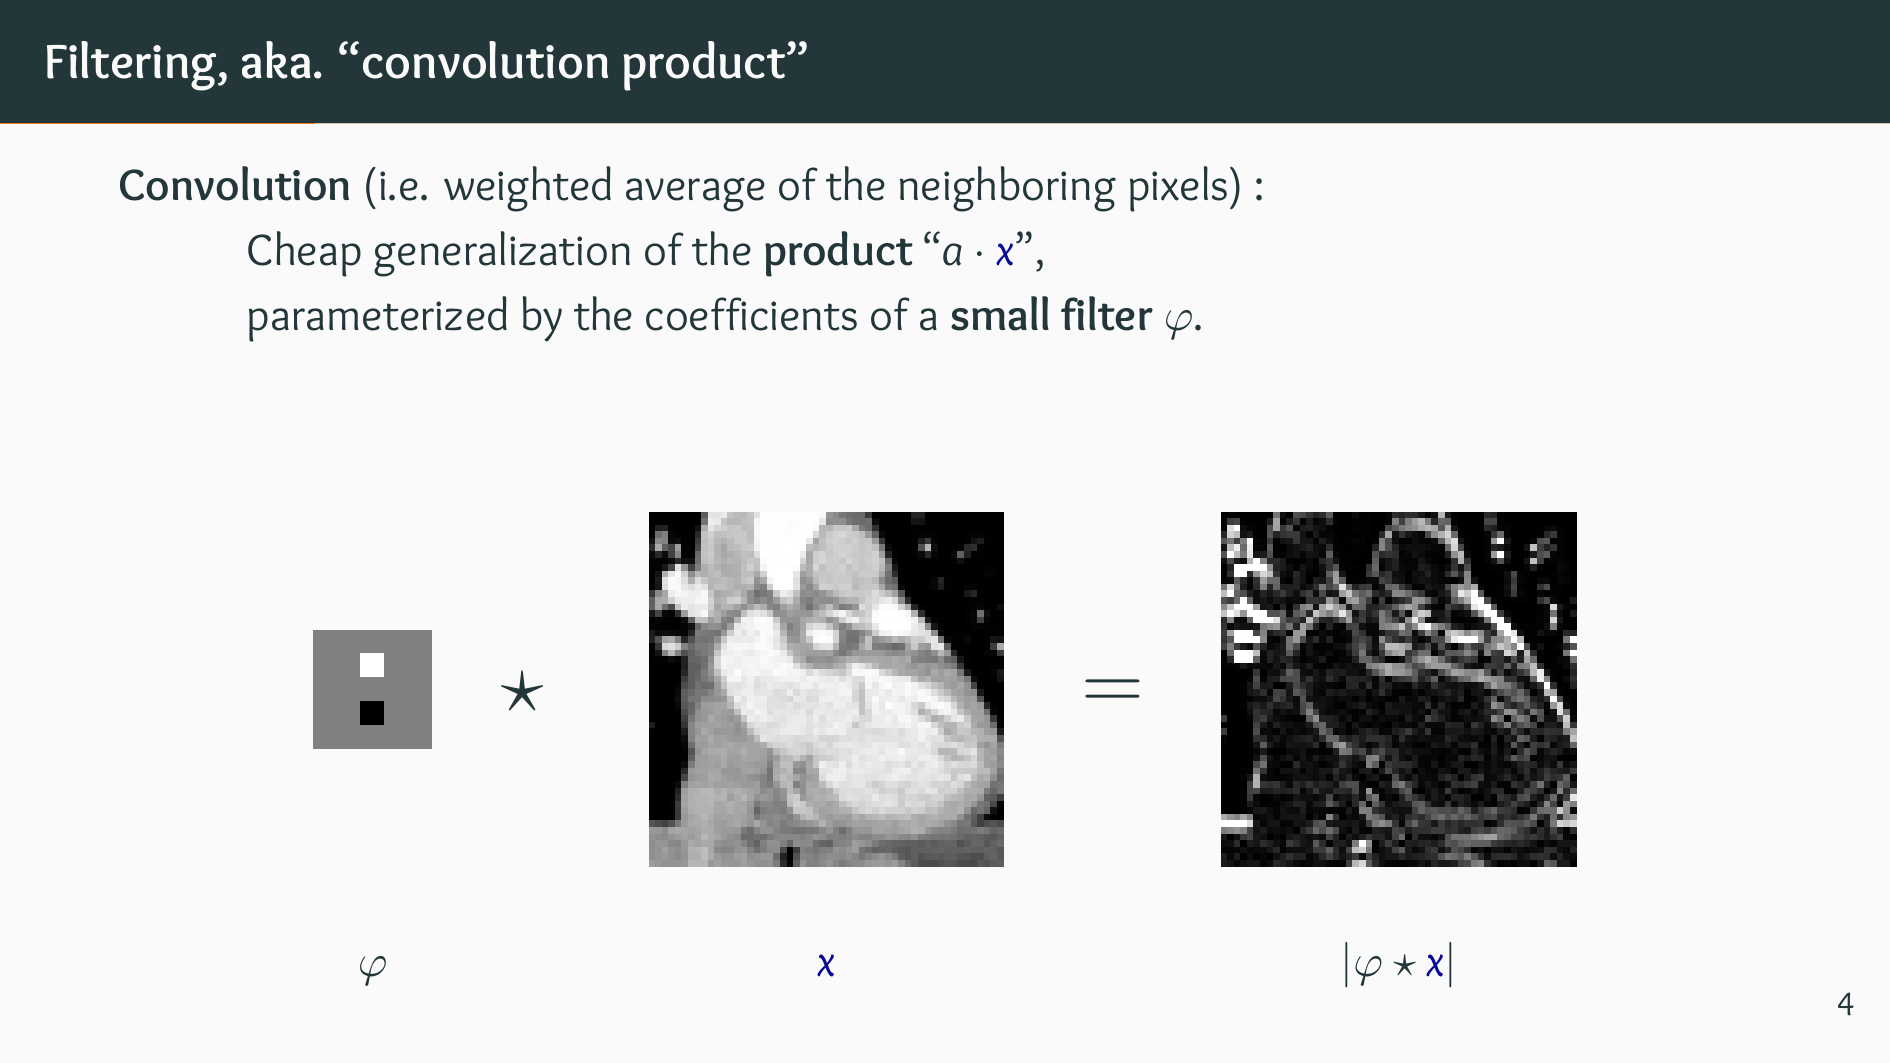 Filtering, aka. “convolution product”
Convolution (i.e. weighted average of the neighboring pixels) :
Cheap generalization of the product “a · x”,
parameterized by the coefficients of a small filter φ.
⋆ =
φ x |φ ⋆ x|
4